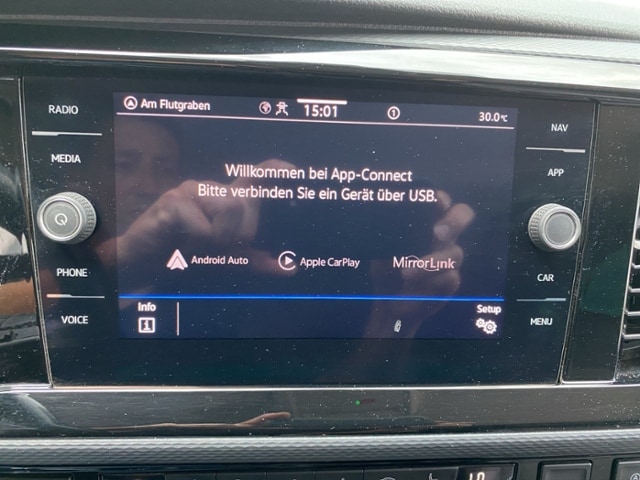 RADIO
MEDIA
PHONE
VOICE
Am Flutgraben
15:01
1
30.0°C
Willkommen bei App-Connect
Bitte verbinden Sie ein Gerät über USB.
Android Auto
Apple CarPlay
MirrorLink
Info
Setup
NAV
APP
CAR
MENU